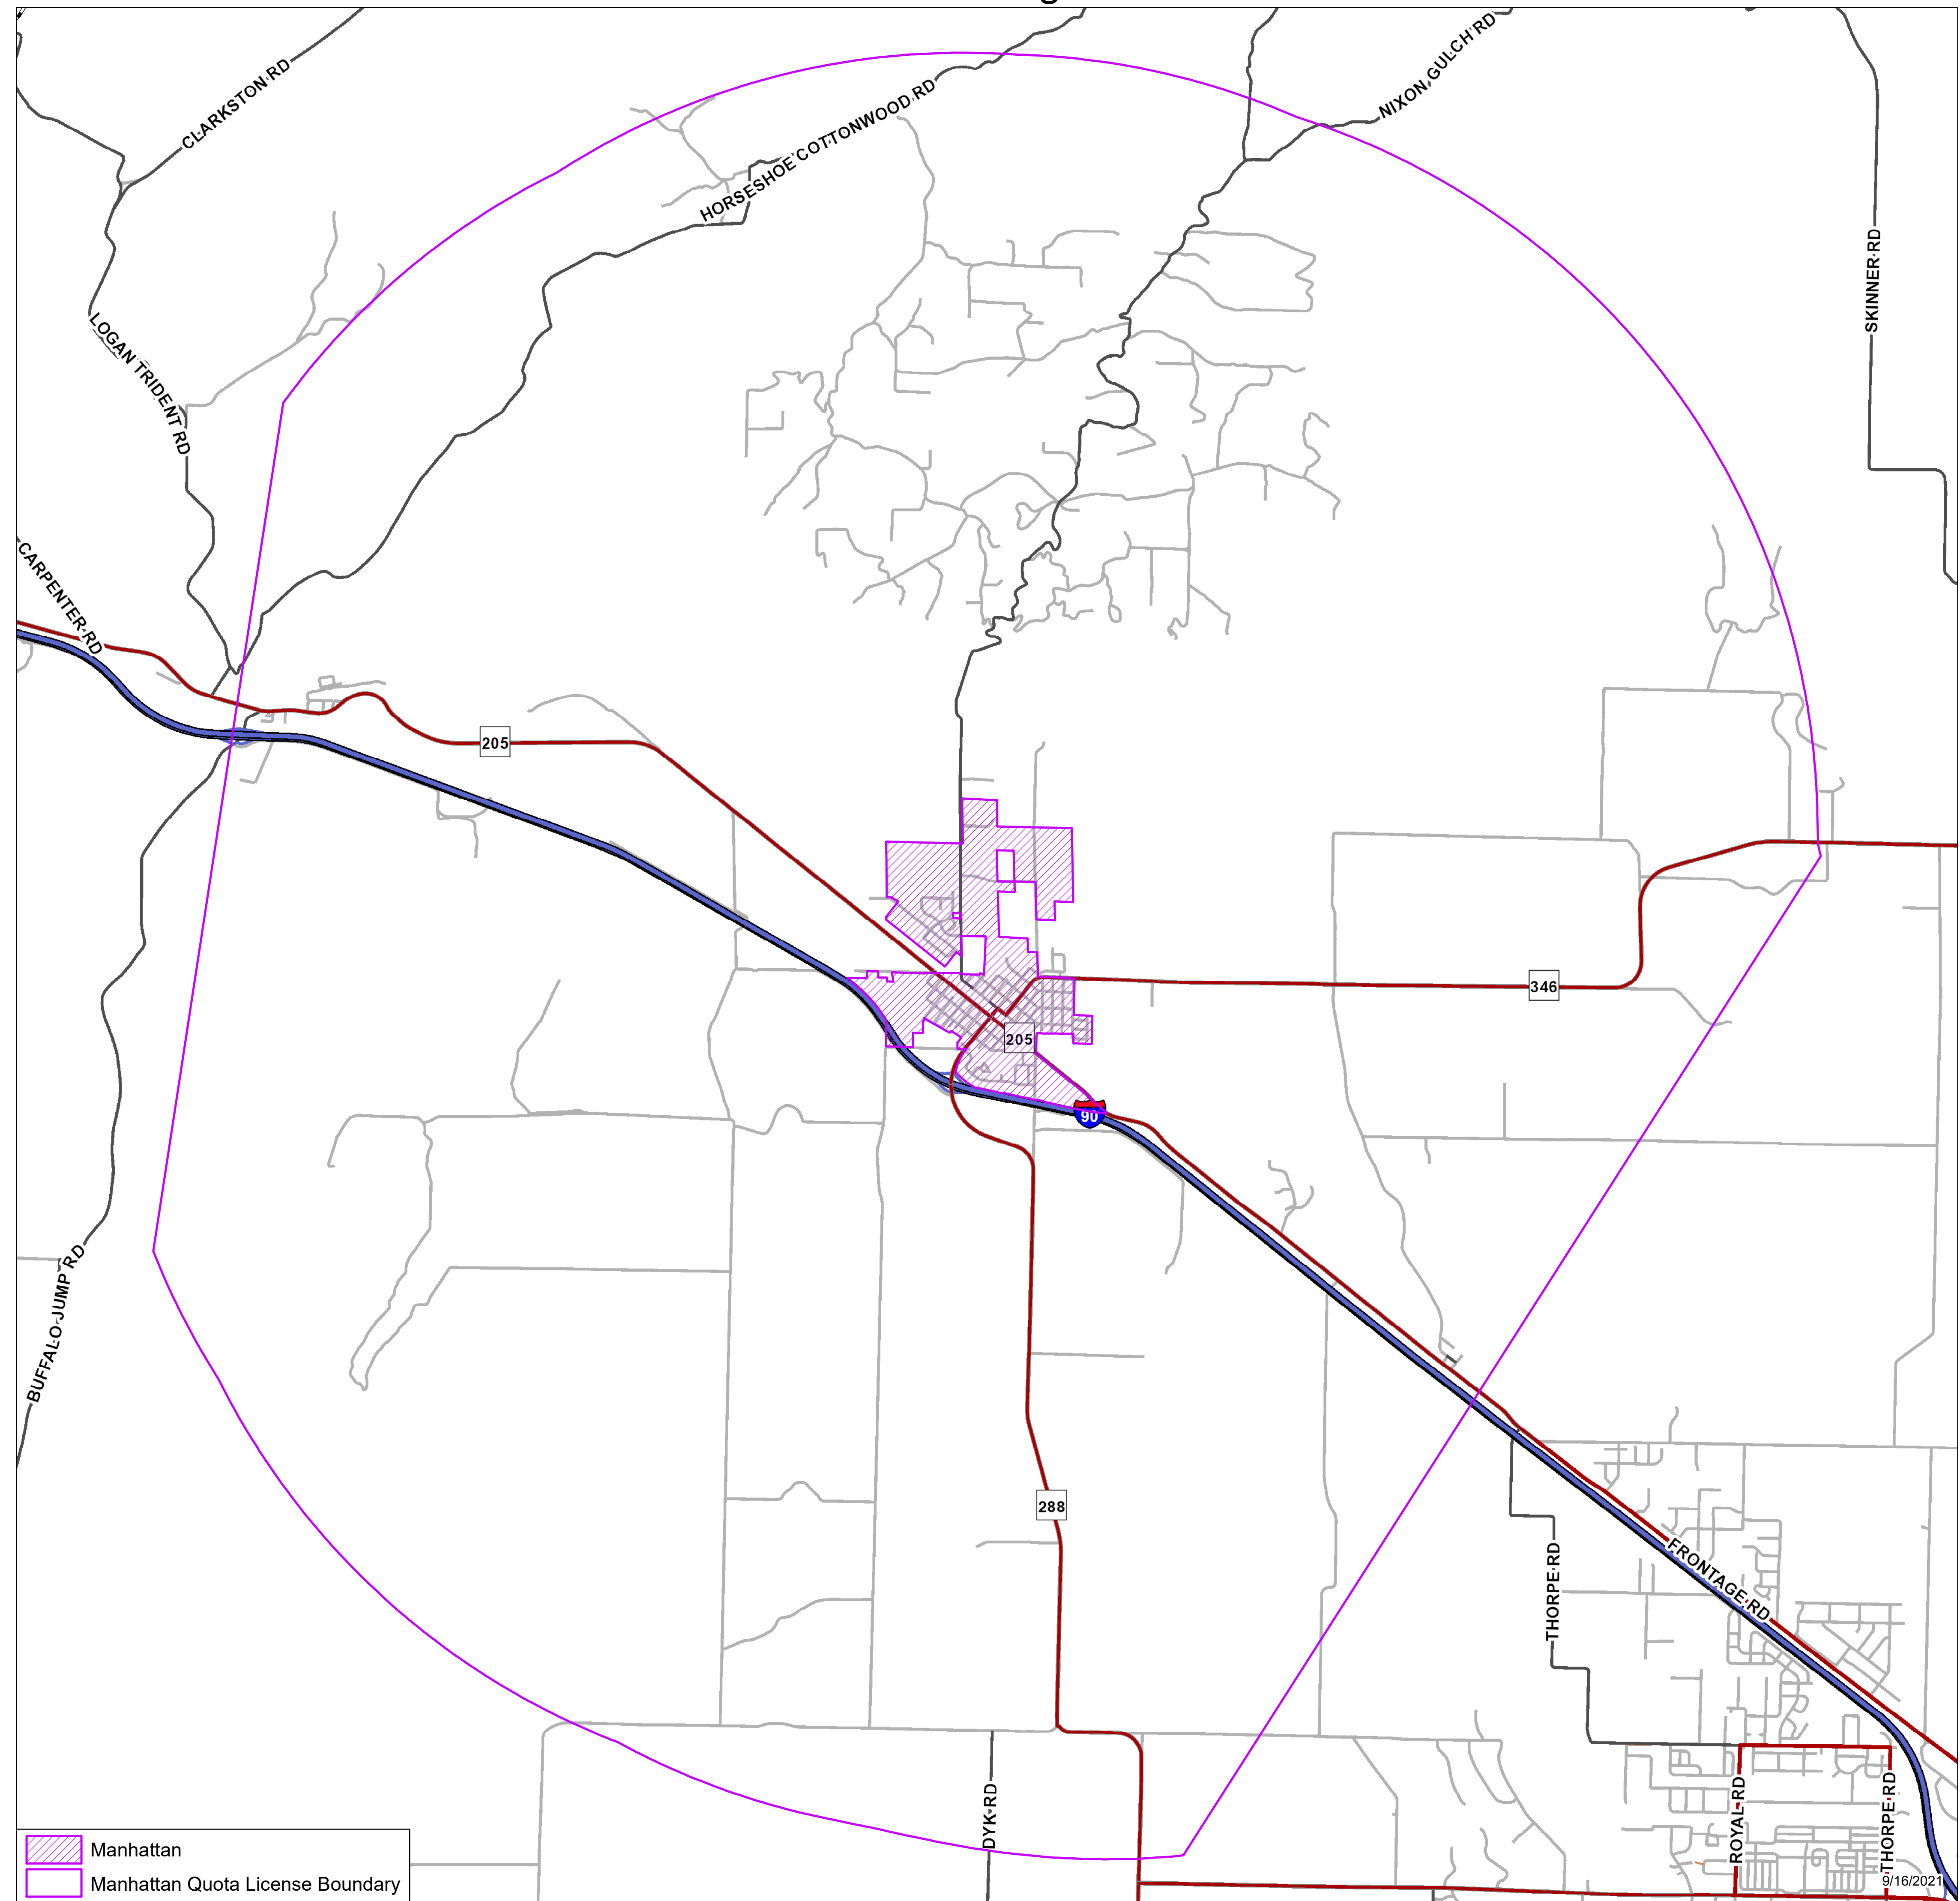 CLARKSTON RD
HORSESHOE COTTONWOOD RD
NIXON GULCH RD
SKINNER RD
LOGAN TRIDENT RD
CARPENTER RD
205
346
205
90
BUFFALO JUMP RD
288
THORPE RD
FRONTAGE RD
DYK RD
ROYAL RD
THORPE RD
Manhattan
Manhattan Quota License Boundary
9/16/2021